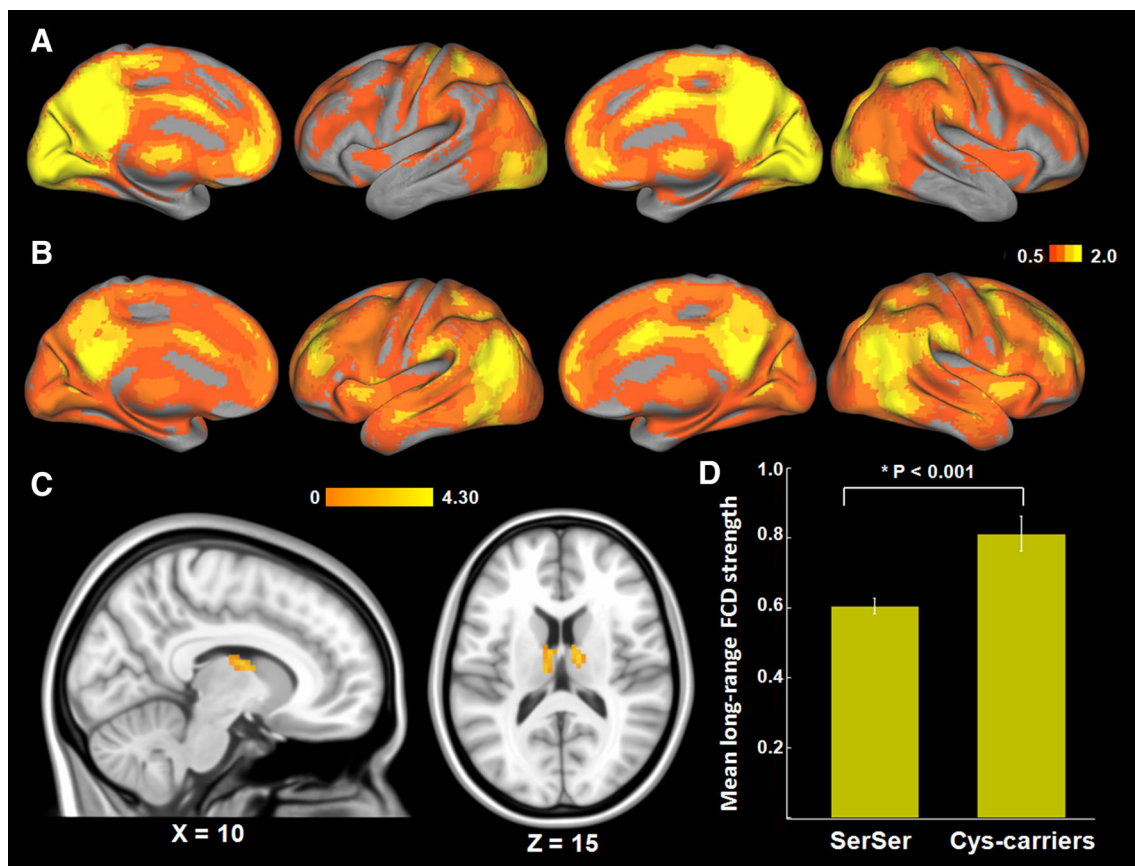 A
B
0.5 2.0
C
0 4.30
X = 10
Z = 15
D
Mean long-range FCD strength
1.0
0.8
0.6
0.4
0.2
* P < 0.001
SerSer Cys-carriers